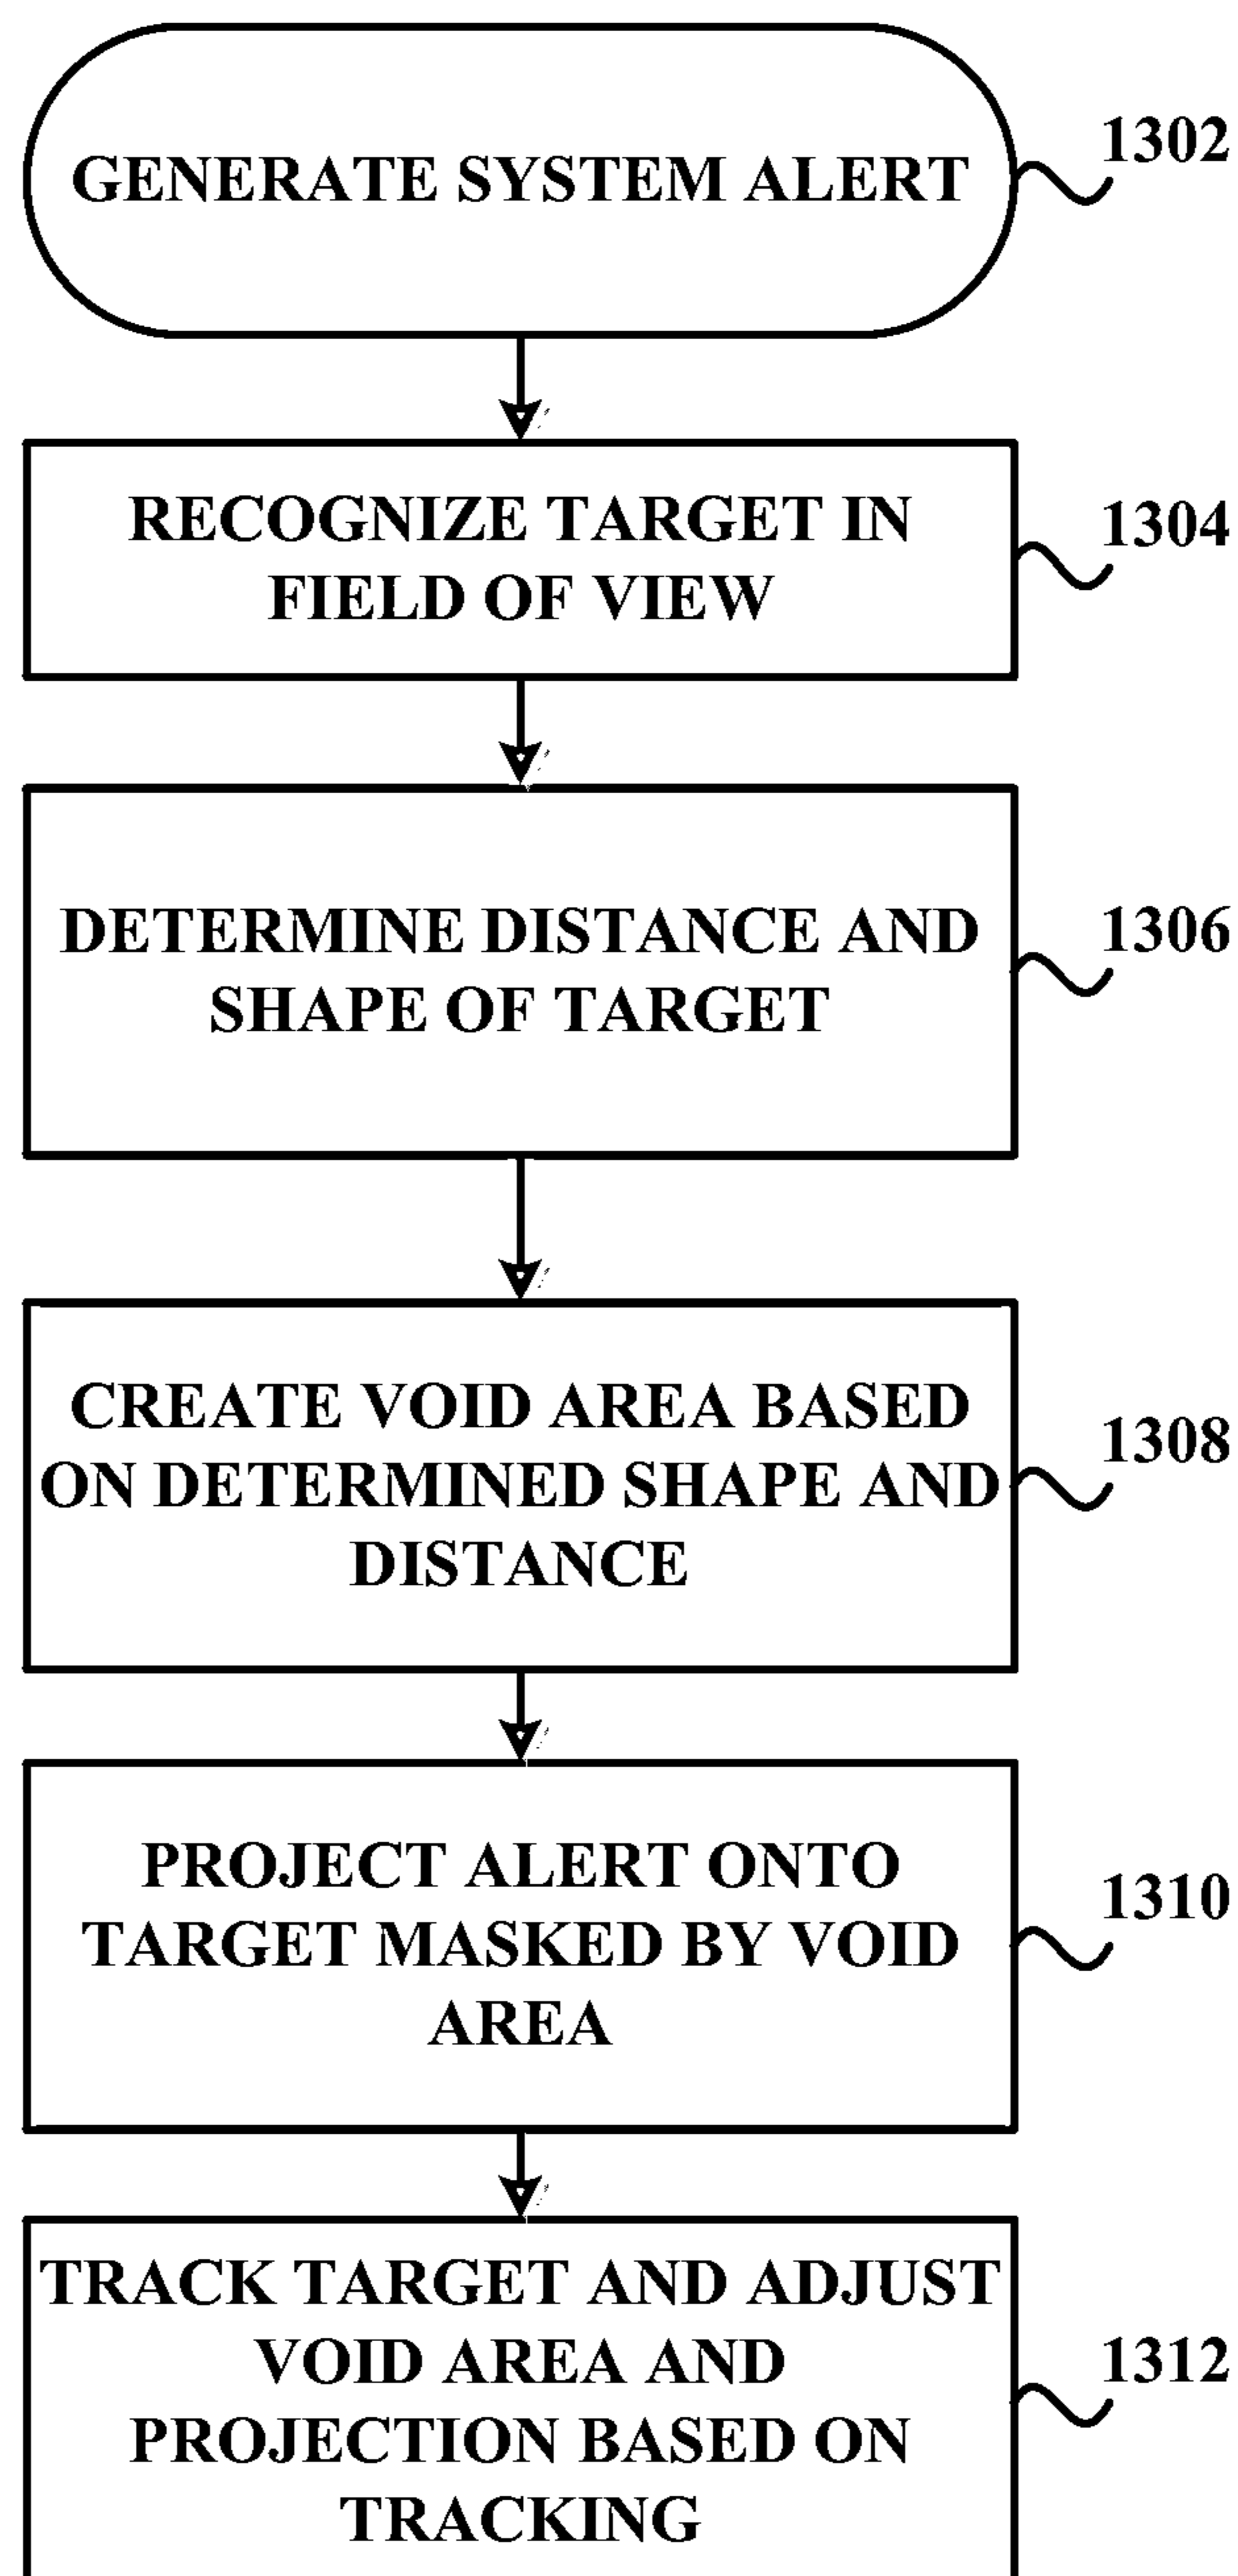 GENERATE SYSTEM ALERT
1302
RECOGNIZE TARGET IN
FIELD OF VIEW
1304
DETERMINE DISTANCE AND
SHAPE OF TARGET
1306
CREATE VOID AREA BASED
ON DETERMINED SHAPE AND
DISTANCE
1308
PROJECT ALERT ONTO
TARGET MASKED BY VOID
AREA
1310
TRACK TARGET AND ADJUST
VOID AREA AND
PROJECTION BASED ON
TRACKING
1312